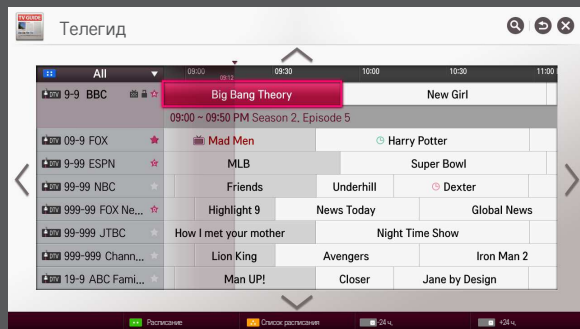 TV GUIDE
Телегид
All ▼ 09:00 09:12 09:30 10:00 10:30 11:00
DTV 9-9 BBC Big Bang Theory New Girl
09:00 ~ 09:50 PM Season 2, Episode 5
DTV 09-9 FOX Mad Men Harry Potter
DTV 9-99 ESPN MLB Super Bowl
DTV 99-99 NBC Friends Underhill Dexter
DTV 999-99 FOX Ne... Highlight 9 News Today Global News
DTV 99-999 JTBC How I met your mother Night Time Show
DTV 999-999 Chann... Lion King Avengers Iron Man 2
DTV 19-9 ABC Fami... Man UP! Closer Jane by Design
Расписание Список расписания -24 ч. +24 ч.